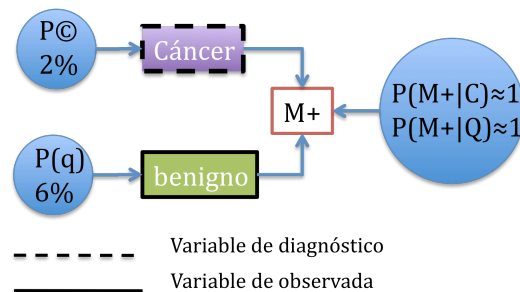 P©
2%
Cáncer
M+
P(M+|C)≈1
P(M+|Q)≈1
P(q)
6%
benigno
Variable de diagnóstico
Variable de observada